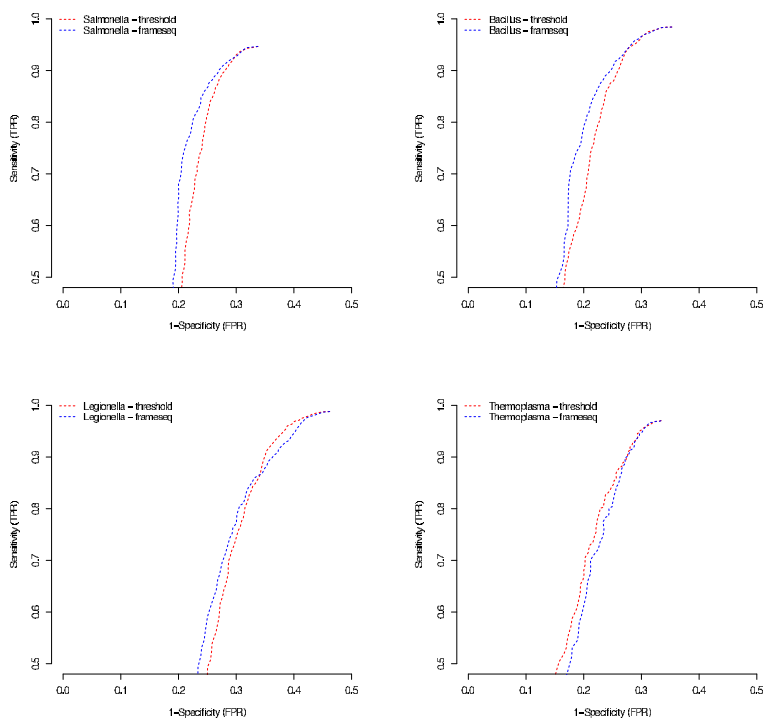 Salmonella – threshold
Salmonella – frameseq
Sensitivity (TPR)
1.0
0.9
0.8
0.7
0.6
0.5
0.0 0.1 0.2 0.3 0.4 0.5
1−Specificity (FPR)
Bacillus – threshold
Bacillus – frameseq
Sensitivity (TPR)
1.0
0.9
0.8
0.7
0.6
0.5
0.0 0.1 0.2 0.3 0.4 0.5
1−Specificity (FPR)
Legionella – threshold
Legionella – frameseq
Sensitivity (TPR)
1.0
0.9
0.8
0.7
0.6
0.5
0.0 0.1 0.2 0.3 0.4 0.5
1−Specificity (FPR)
Thermoplasma – threshold
Thermoplasma – frameseq
Sensitivity (TPR)
1.0
0.9
0.8
0.7
0.6
0.5
0.0 0.1 0.2 0.3 0.4 0.5
1−Specificity (FPR)